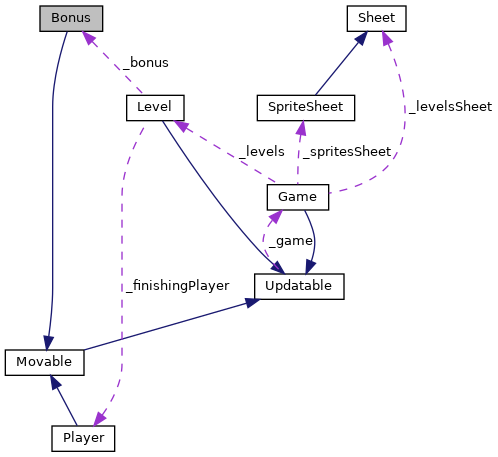 Bonus
Sheet
_bonus
Level
SpriteSheet
_levelsSheet
_levels
_spritesSheet
Game
_game
_finishingPlayer
Updatable
Movable
Player